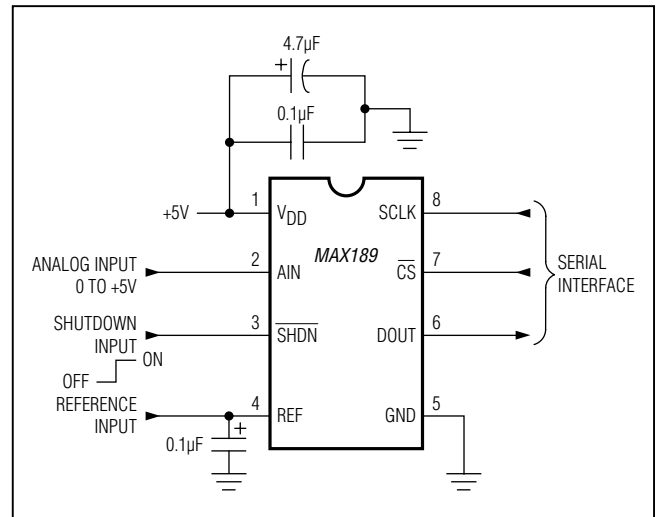 4.7µF
+
0.1µF
+5V
1
VDD
SCLK
8
MAX189
ANALOG INPUT
0 TO +5V
2
AIN
CS
7
SERIAL
INTERFACE
SHUTDOWN
INPUT
3
SHDN
DOUT
6
OFF
ON
REFERENCE
INPUT
4
REF
GND
5
+
0.1µF